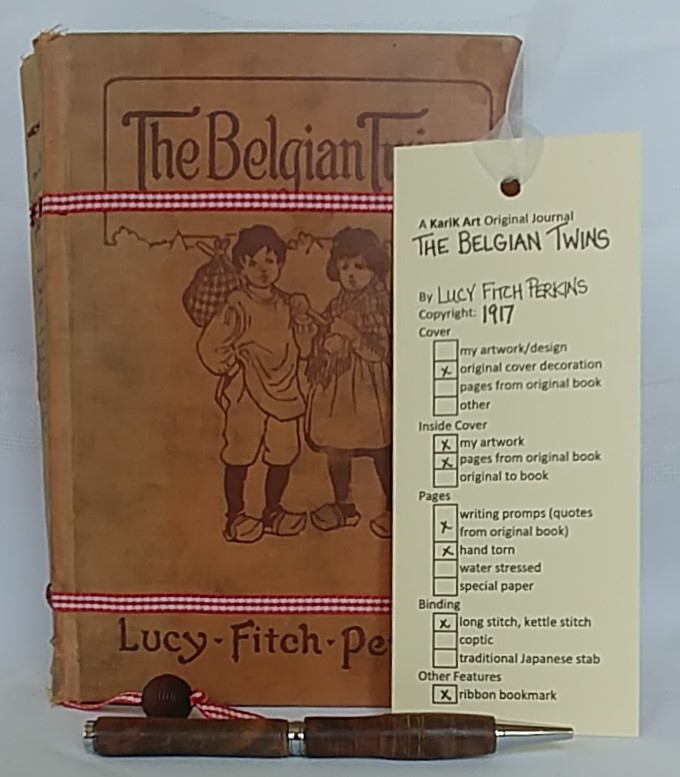 The Belgian Twins
Lucy-Fitch-Pe
A KariK Art Original Journal
THE BELGIAN TWINS
By LUCY FITCH PERKINS
Copyright: 1917
Cover
my artwork/design
x original cover decoration
pages from original book
other
Inside Cover
x my artwork
x pages from original book
original to book
Pages
x writing promps (quotes
from original book)
x hand torn
water stressed
special paper
Binding
x long stitch, kettle stitch
coptic
traditional Japanese stab
Other Features
x ribbon bookmark